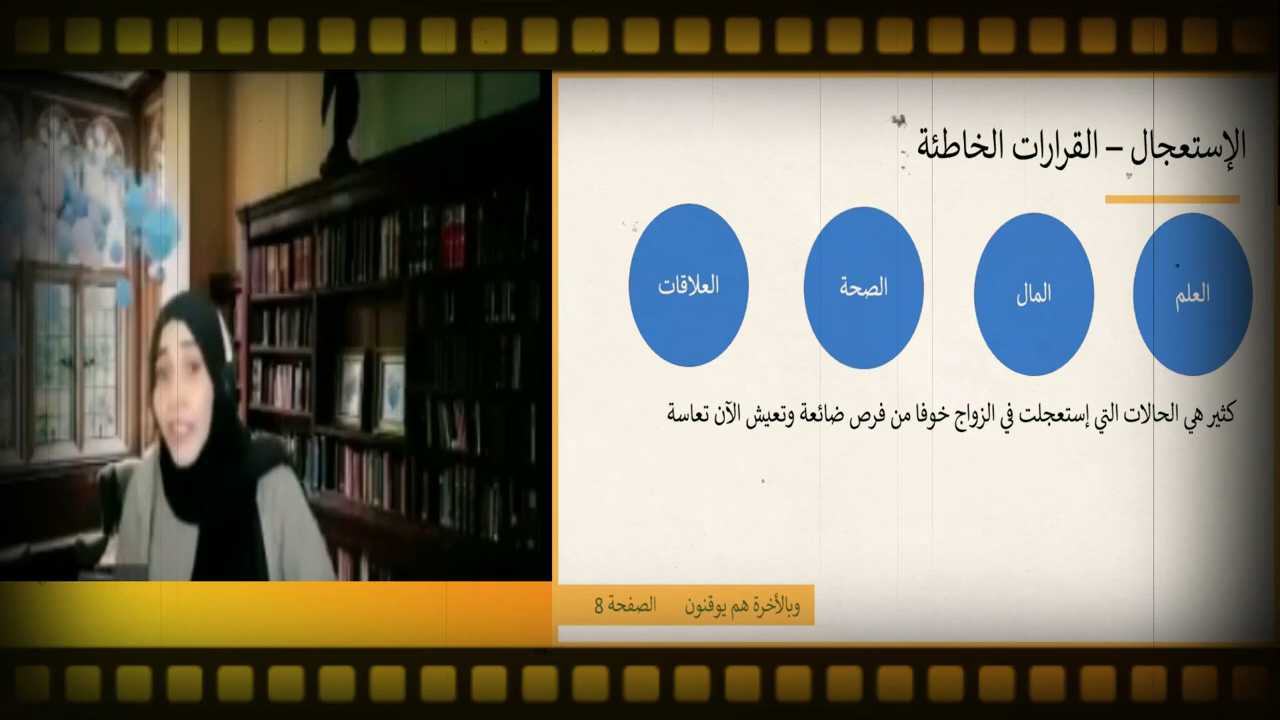 الإستعجال – القرارات الخاطئة
العلم
المال
الصحة
العلاقات
كثير هي الحالات التي إستعجلت في الزواج خوفا من فرص ضائعة وتعيش الآن تعاسة
وبالأخرة هم يوقنون الصفحة 8